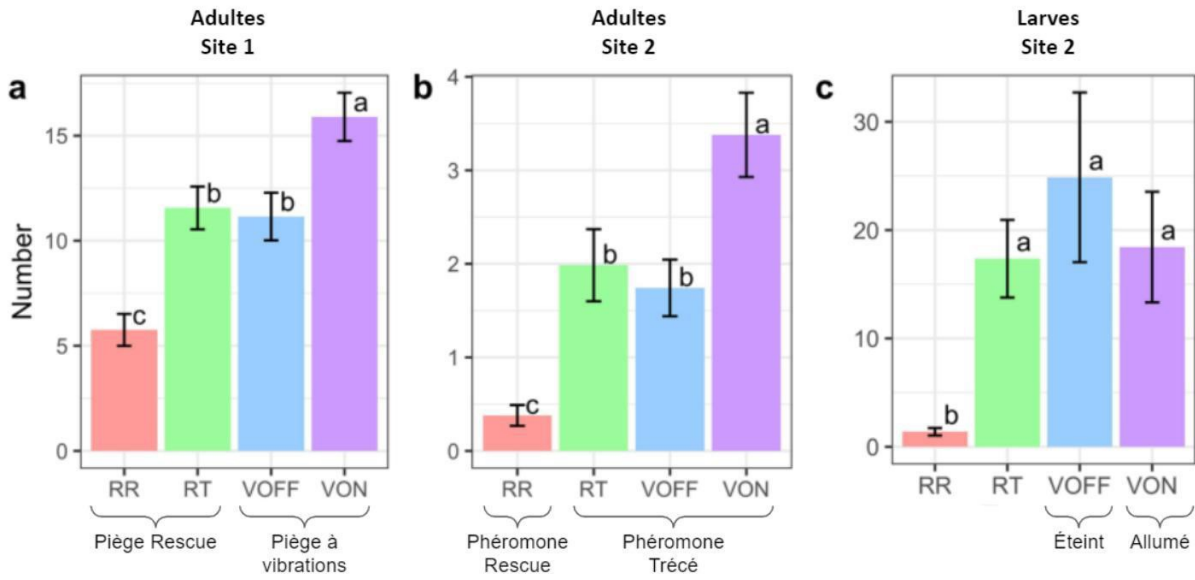 Adultes
Site 1
Adultes
Site 2
Larves
Site 2
a
b
c
Number
15
10
5
0
c
b
b
a
4
3
2
1
0
c
b
b
a
30
20
10
0
b
a
a
a
RR RT VOFF VON
RR RT VOFF VON
RR RT VOFF VON
Piège Rescue
Piège à
vibrations
Phéromone
Rescue
Phéromone
Trécé
Éteint
Allumé